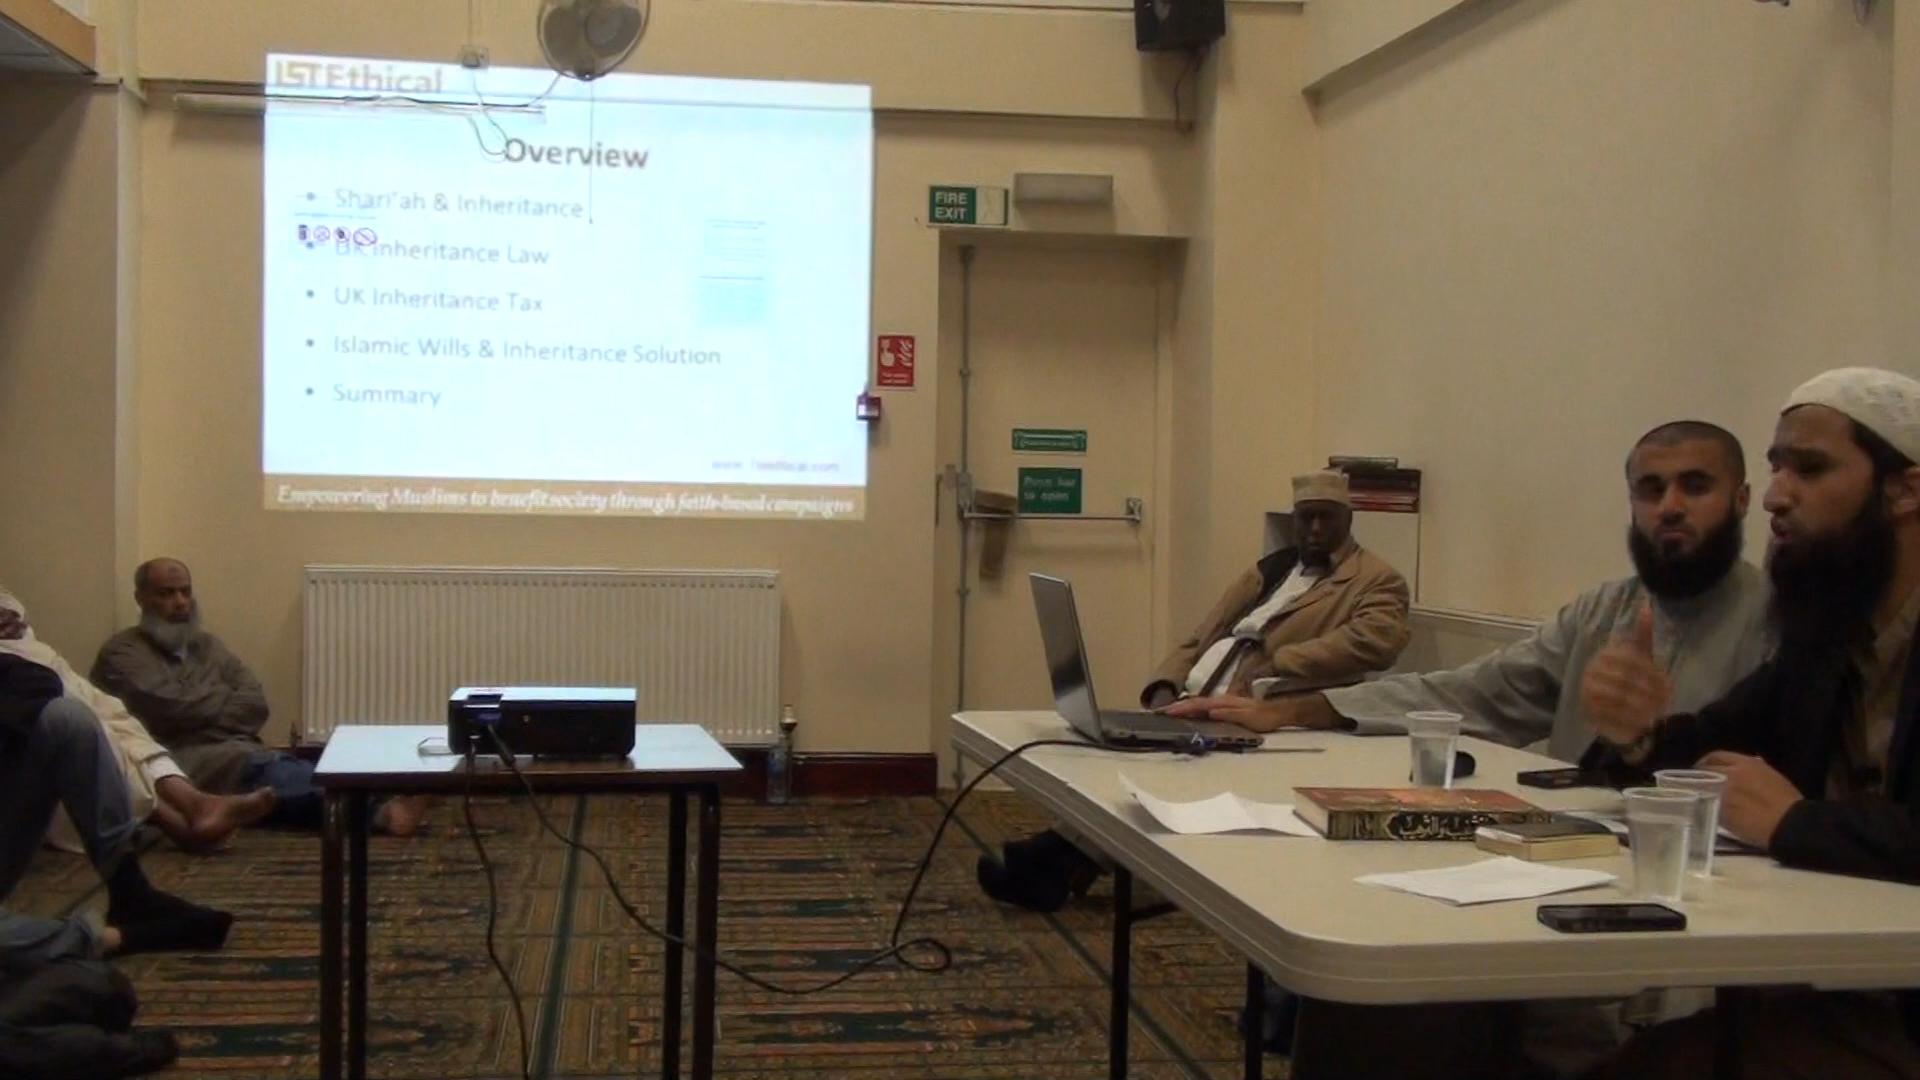 1ST Ethical
Overview
• Shari'ah & Inheritance
• UK Inheritance Law
• UK Inheritance Tax
• Islamic Wills & Inheritance Solution
• Summary
www.1stethical.com
Empowering Muslims to benefit society through faith-based campaigns
FIRE
EXIT
Push bar
to open